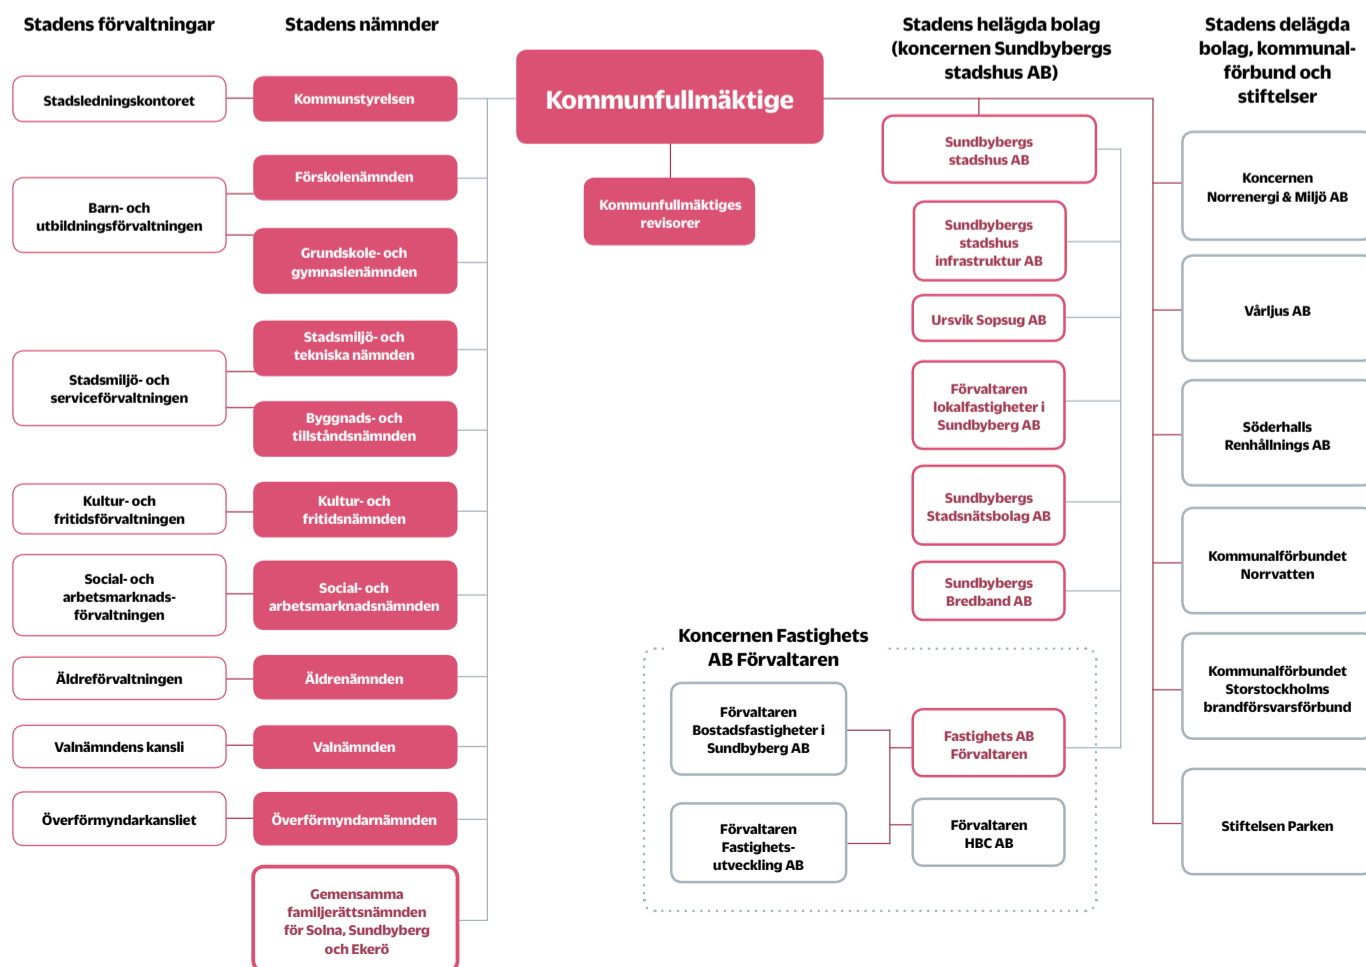 Stadens förvaltningar
Stadsledningskontoret
Barn- och
utbildningsförvaltningen
Stadsmiljö- och
serviceförvaltningen
Kultur- och
fritidsförvaltningen
Social- och
arbetsmarknads-
förvaltningen
Äldreförvaltningen
Valnämndens kansli
Överförmyndarkansliet
Stadens nämnder
Kommunstyrelsen
Förskolenämnden
Grundskole- och
gymnasienämnden
Stadsmiljö- och
tekniska nämnden
Byggnads- och
tillståndsnämnden
Kultur- och
fritidsnämnden
Social- och
arbetsmarknadsnämnden
Äldrenämnden
Valnämnden
Överförmyndarnämnden
Gemensamma
familjerättsnämnden
för Solna, Sundbyberg
och Ekerö
Kommunfullmäktige
Kommunfullmäktiges
revisorer
Stadens helägda bolag
(koncernen Sundbybergs
stadshus AB)
Sundbybergs
stadshus AB
Sundbybergs
stadshus
infrastruktur AB
Ursvik Sopsug AB
Förvaltaren
lokalfastigheter i
Sundbyberg AB
Sundbybergs
Stadsnätsbolag AB
Sundbybergs
Bredband AB
Koncernen Fastighets
AB Förvaltaren
Förvaltaren
Bostadsfastigheter i
Sundbyberg AB
Fastighets AB
Förvaltaren
Förvaltaren
Fastighets-
utveckling AB
Förvaltaren
HBC AB
Stadens delägda
bolag, kommunal-
förbund och
stiftelser
Koncernen
Norrenergi & Miljö AB
Vårljus AB
Söderhalls
Renhållnings AB
Kommunalförbundet
Norrvatten
Kommunalförbundet
Storstockholms
brandförsvarsförbund
Stiftelsen Parken